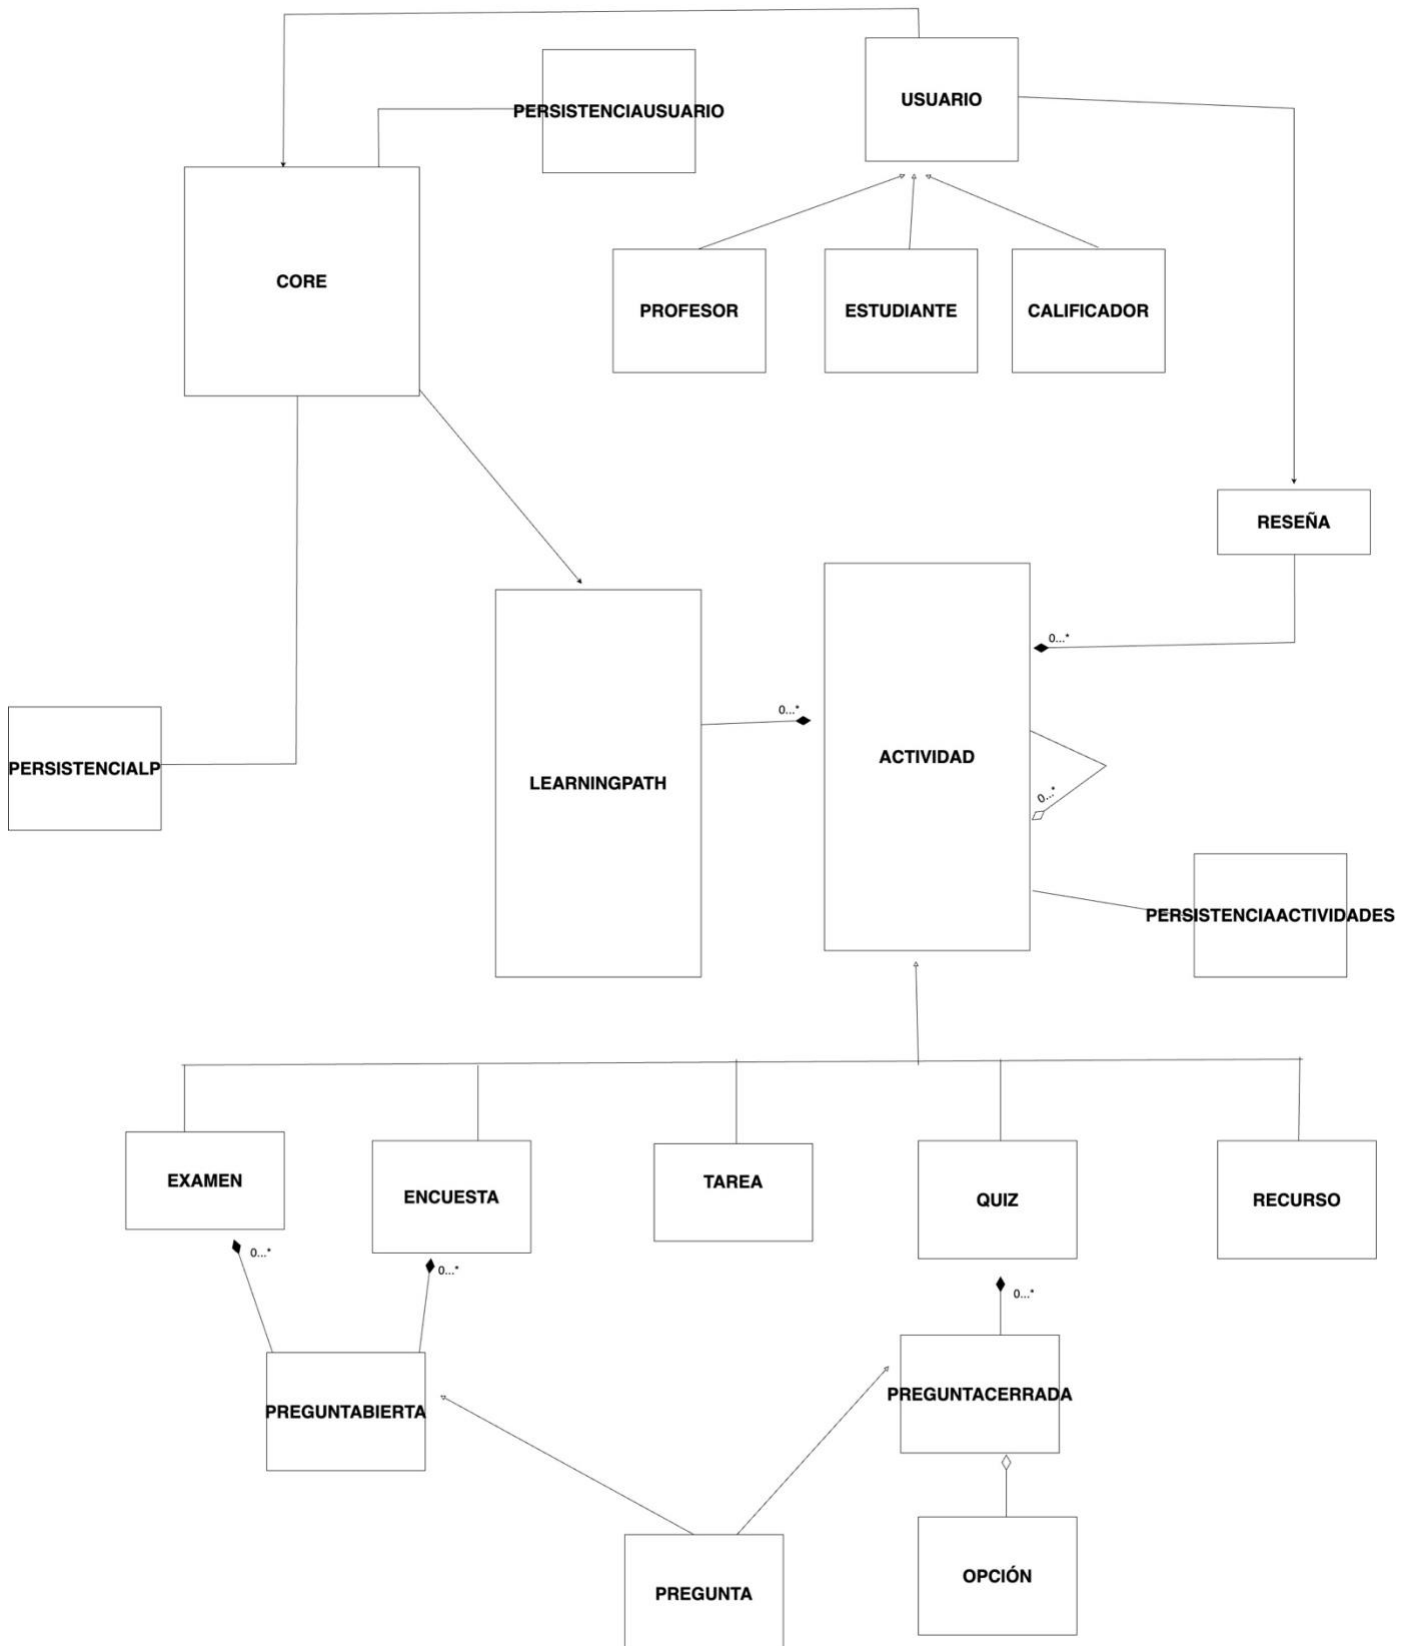 USUARIO
PERSISTENCIAUSUARIO
CORE
PROFESOR
ESTUDIANTE
CALIFICADOR
RESEÑA
0...*
0...*
ACTIVIDAD
PERSISTENCIALP
LEARNINGPATH
0...*
PERSISTENCIAACTIVIDADES
EXAMEN
ENCUESTA
TAREA
QUIZ
RECURSO
0...*
0...*
0...*
PREGUNTABIERTA
PREGUNTACERRADA
PREGUNTA
OPCIÓN